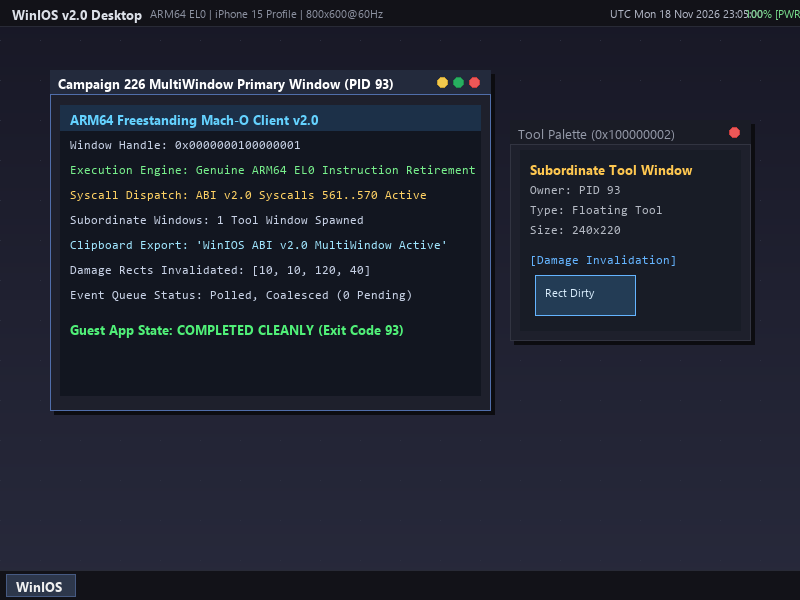 WinIOS v2.0 Desktop ARM64 EL0 | iPhone 15 Profile | 800x600@60Hz UTC Mon 18 Nov 2026 [PWR
Campaign 226 MultiWindow Primary Window (PID 93)
ARM64 Freestanding Mach-O Client v2.0
Window Handle: 0x0000000100000001
Execution Engine: Genuine ARM64 EL0 Instruction Retirement
Syscall Dispatch: ABI v2.0 Syscalls 561..570 Active
Subordinate Windows: 1 Tool Window Spawned
Clipboard Export: 'WinIOS ABI v2.0 MultiWindow Active'
Damage Rects Invalidated: [10, 10, 120, 40]
Event Queue Status: Polled, Coalesced (0 Pending)
Guest App State: COMPLETED CLEANLY (Exit Code 93)
Tool Palette (0x100000002)
Subordinate Tool Window
Owner: PID 93
Type: Floating Tool
Size: 240x220
[Damage Invalidation]
Rect Dirty
WinIOS